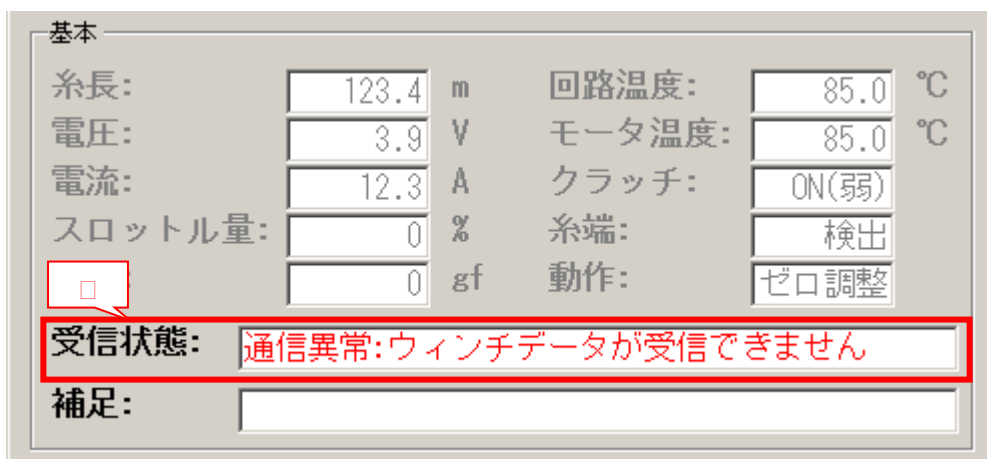 基本
糸長: 123.4 m 回路温度: 85.0 ℃
電圧: 3.9 V モータ温度: 85.0 ℃
電流: 12.3 A クラッチ: ON(弱)
スロットル量: 0 % 糸端: 検出
0 gf 動作: ゼロ調整
受信状態: 通信異常:ウィンチデータが受信できません
補足: